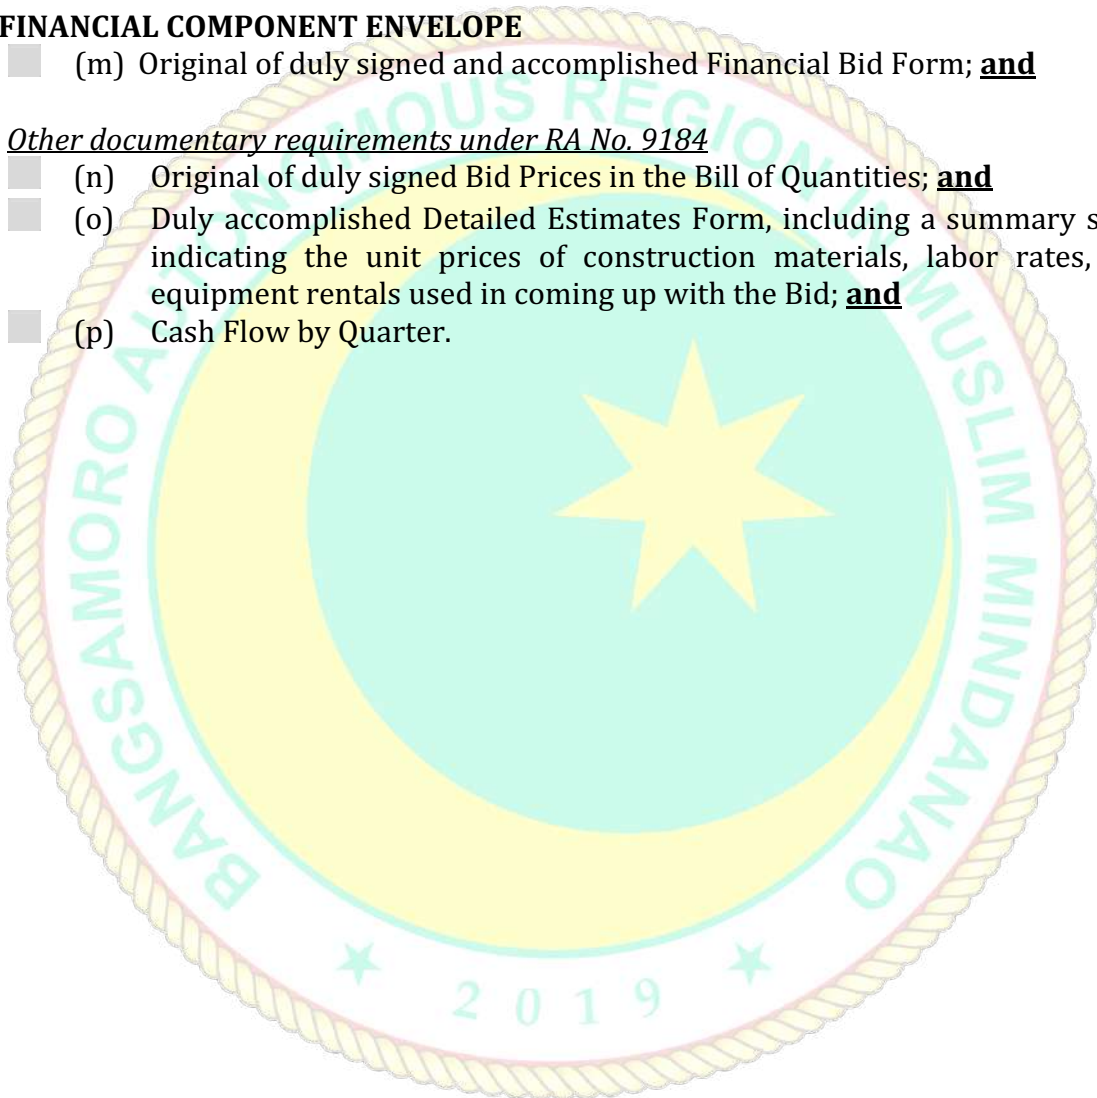 FINANCIAL COMPONENT ENVELOPE
(m) Original of duly signed and accomplished Financial Bid Form; and
Other documentary requirements under RA No. 9184
(n) Original of duly signed Bid Prices in the Bill of Quantities; and
(o) Duly accomplished Detailed Estimates Form, including a summary s
indicating the unit prices of construction materials, labor rates,
equipment rentals used in coming up with the Bid; and
(p) Cash Flow by Quarter.
BANGSAMORO AUTONOMOUS REGION IN MUSLIM MINDANAO
2019